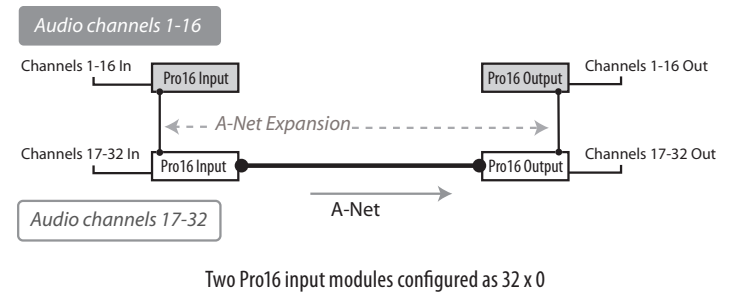 Audio channels 1-16
Channels 1-16 In
Pro16 Input
Pro16 Output
Channels 1-16 Out
A-Net Expansion
Channels 17-32 In
Pro16 Input
Pro16 Output
Channels 17-32 Out
A-Net
Audio channels 17-32
Two Pro16 input modules configured as 32 x 0